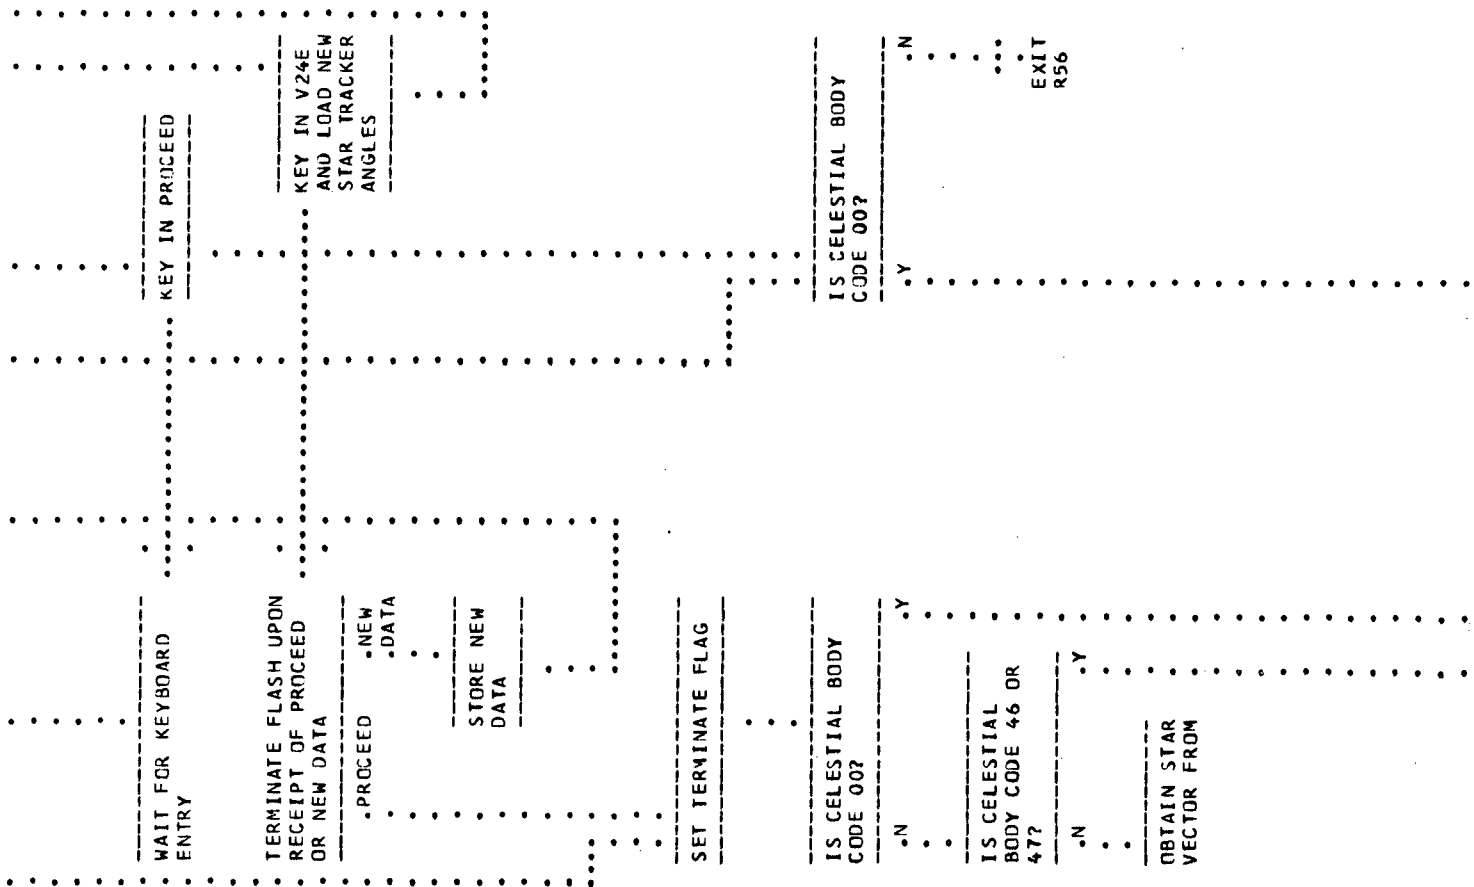 WAIT FOR KEYBOARD
ENTRY
KEY IN PROCEED
TERMINATE FLASH UPON
RECEIPT OF PROCEED
OR NEW DATA
KEY IN V24E
AND LOAD NEW
STAR TRACKER
ANGLES
PROCEED
NEW
DATA
STORE NEW
DATA
SET TERMINATE FLAG
IS CELESTIAL BODY
CODE 00?
IS CELESTIAL BODY
CODE 00?
N
Y
Y
N
EXIT
R56
IS CELESTIAL
BODY CODE 46 OR
47?
N
Y
OBTAIN STAR
VECTOR FROM